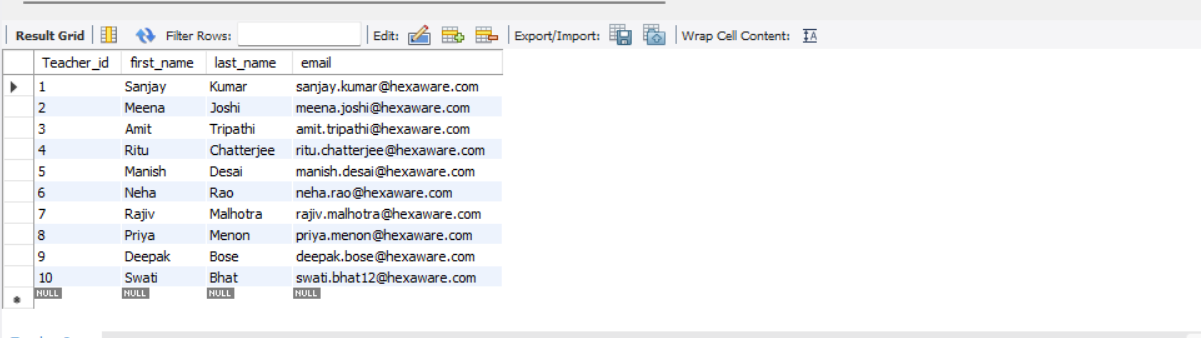 Result Grid Filter Rows: Edit: Export/Import: Wrap Cell Content: IA
Teacher_id first_name last_name email
1 Sanjay Kumar sanjay.kumar@hexaware.com
2 Meena Joshi meena.joshi@hexaware.com
3 Amit Tripathi amit.tripathi@hexaware.com
4 Ritu Chatterjee ritu.chatterjee@hexaware.com
5 Manish Desai manish.desai@hexaware.com
6 Neha Rao neha.rao@hexaware.com
7 Rajiv Malhotra rajiv.malhotra@hexaware.com
8 Priya Menon priya.menon@hexaware.com
9 Deepak Bose deepak.bose@hexaware.com
10 Swati Bhat swati.bhat12@hexaware.com
NULL NULL NULL NULL